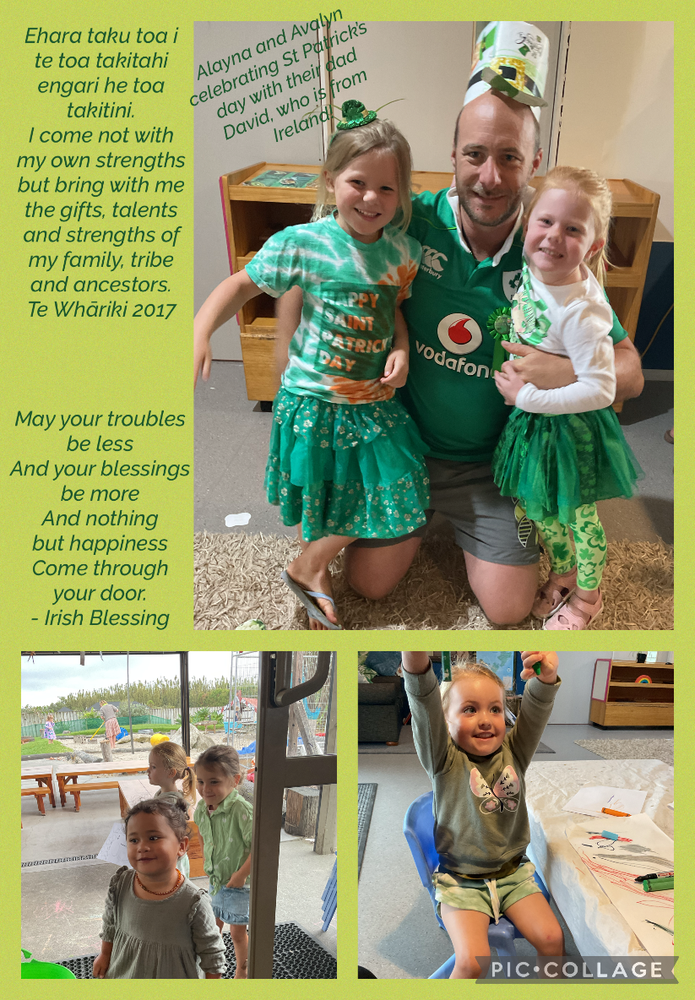 Ehara taku toa i
te toa takitahi
engari he toa
takitini.
I come not with
my own strengths
but bring with me
the gifts, talents
and strengths of
my family, tribe
and ancestors.
Te Whāriki 2017
May your troubles
be less
And your blessings
be more
And nothing
but happiness
Come through
your door.
- Irish Blessing
Alayna and Avalyn
celebrating St Patrick's
day with their dad
David, who is from
Ireland!
HAPPY
SAINT
PATRICK
DAY
vodafon
PIC•COLLAGE